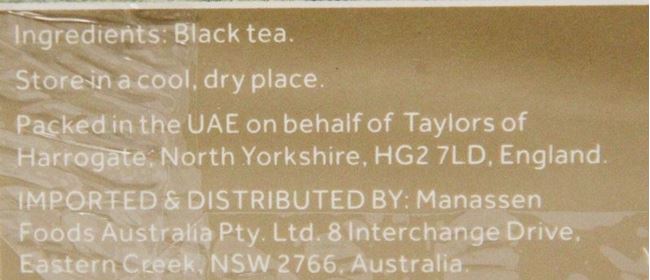 Ingredients: Black tea.
Store in a cool, dry place.
Packed in the UAE on behalf of Taylors of
Harrogate, North Yorkshire, HG2 7LD, England.
IMPORTED & DISTRIBUTED BY: Manassen
Foods Australia Pty. Ltd. 8 Interchange Drive,
Eastern Creek, NSW 2766, Australia.